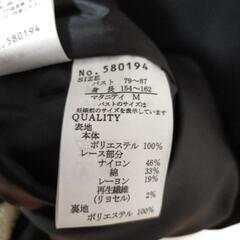 580194
No. 580194
SIZE
バスト 79～87
身長 154～162
マタニティ M
バストのサイズは
妊娠前のサイズを表示しています
QUALITY
表地
本体
ポリエステル 100%
レース部分
ナイロン 46%
綿 33%
レーヨン 19%
再生繊維 2%
(リヨセル)
裏地
ポリエステル 100%